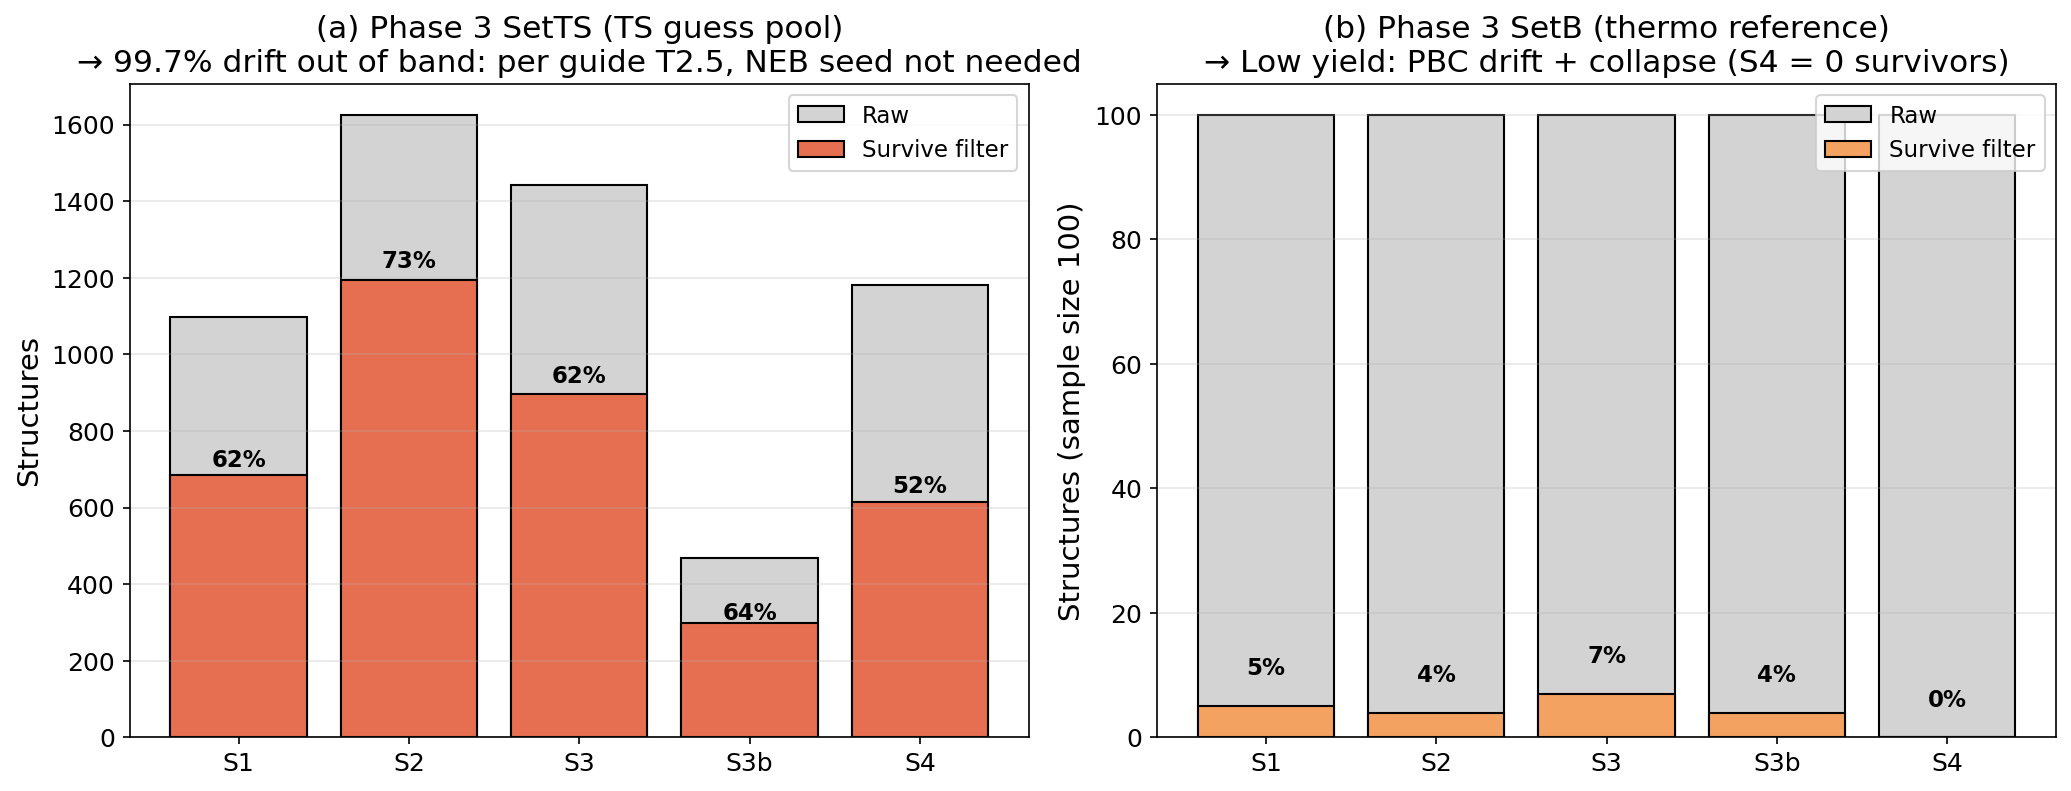 (a) Phase 3 SetTS (TS guess pool)
→ 99.7% drift out of band: per guide T2.5, NEB seed not needed
Structures
1600
1400
1200
1000
800
600
400
200
0
Raw
Survive filter
62%
73%
62%
64%
52%
S1
S2
S3
S3b
S4
(b) Phase 3 SetB (thermo reference)
→ Low yield: PBC drift + collapse (S4 = 0 survivors)
Structures (sample size 100)
100
80
60
40
20
0
Raw
Survive filter
5%
4%
7%
4%
0%
S1
S2
S3
S3b
S4